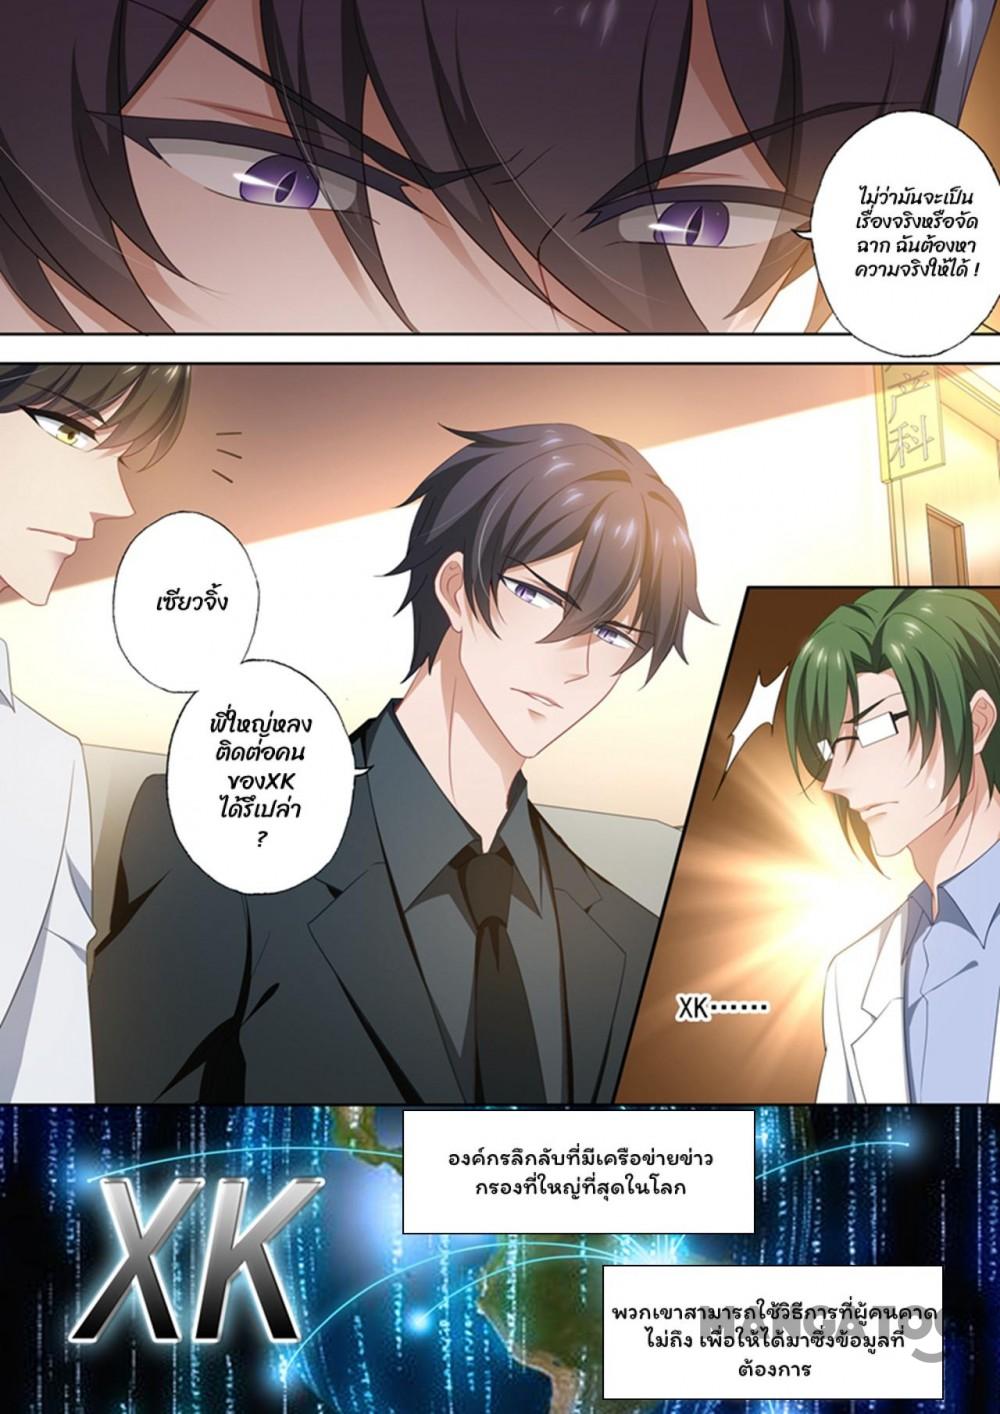 ไม่ว่ามันจะเป็น
เรื่องจริงหรือจัด
ฉาก ฉันต้องหา
ความจริงให้ได้ !
产科
เซียวจิ้ง
พี่ใหญ่หลง
ติดต่อคน
ของXK
ได้รึเปล่า
?
XK……
XK
องค์กรลึกลับที่มีเครือข่ายข่าว
กรองที่ใหญ่ที่สุดในโลก
พวกเขาสามารถใช้วิธีการที่ผู้คนคาด
ไม่ถึง เพื่อให้ได้มาซึ่งข้อมูลที่
ต้องการ